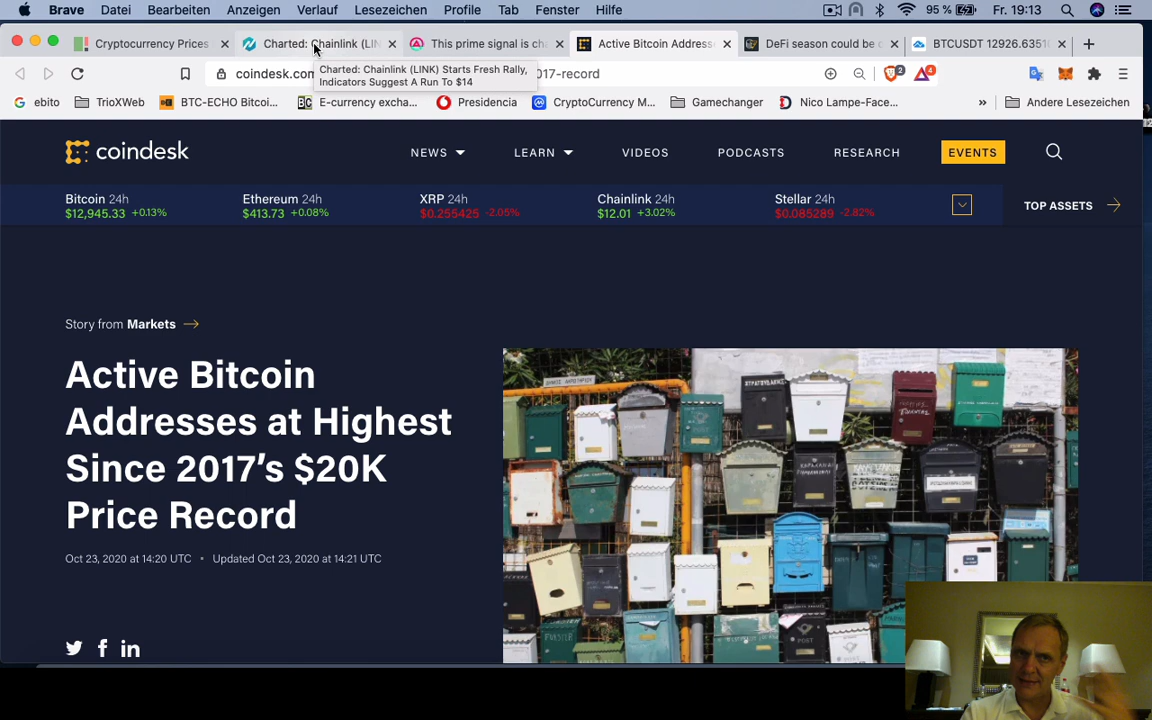 Brave Datei Bearbeiten Anzeigen Verlauf Lesezeichen Profile Tab Fenster Hilfe 95 % Fr. 19:13
Cryptocurrency Prices × Charted: Chainlink (LIN × This prime signal is cha × Active Bitcoin Address × DeFi season could be c × BTCUSDT 12926.6351 × +
coindesk.com 017-record
Charted: Chainlink (LINK) Starts Fresh Rally,
Indicators Suggest A Run To $14
2 4
ebito TrioXWeb BTC-ECHO Bitcoi... E-currency excha... Presidencia CryptoCurrency M... Gamechanger Nico Lampe-Face... » Andere Lesezeichen
coindesk NEWS LEARN VIDEOS PODCASTS RESEARCH EVENTS
Bitcoin 24h Ethereum 24h XRP 24h Chainlink 24h Stellar 24h
$12,945.33 +0.13% $413.73 +0.08% $0.255425 -2.05% $12.01 +3.02% $0.085289 -2.82%
TOP ASSETS
Story from Markets
Active Bitcoin
Addresses at Highest
Since 2017’s $20K
Price Record
Oct 23, 2020 at 14:20 UTC • Updated Oct 23, 2020 at 14:21 UTC